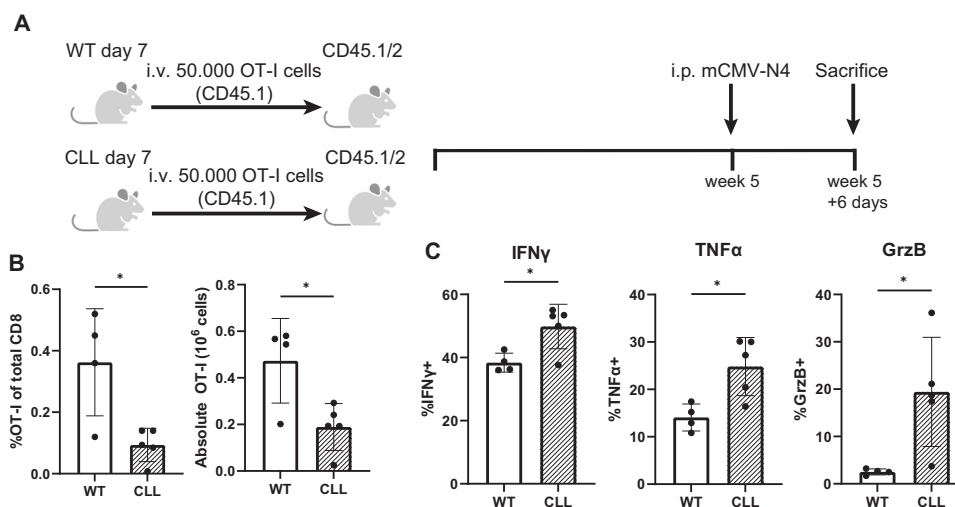 A
WT day 7
CD45.1/2
i.v. 50.000 OT-I cells
(CD45.1)
CLL day 7
CD45.1/2
i.v. 50.000 OT-I cells
(CD45.1)
i.p. mCMV-N4
Sacrifice
week 5
week 5
+6 days
B
%OT-I of total CD8
0.6
0.4
0.2
0.0
*
WT
CLL
Absolute OT-I (10⁶ cells)
0.8
0.6
0.4
0.2
0.0
*
WT
CLL
C
IFNγ
%IFNγ+
60
40
20
0
*
WT
CLL
TNFα
%TNFα+
40
30
20
10
0
*
WT
CLL
GrzB
%GrzB+
40
30
20
10
0
*
WT
CLL